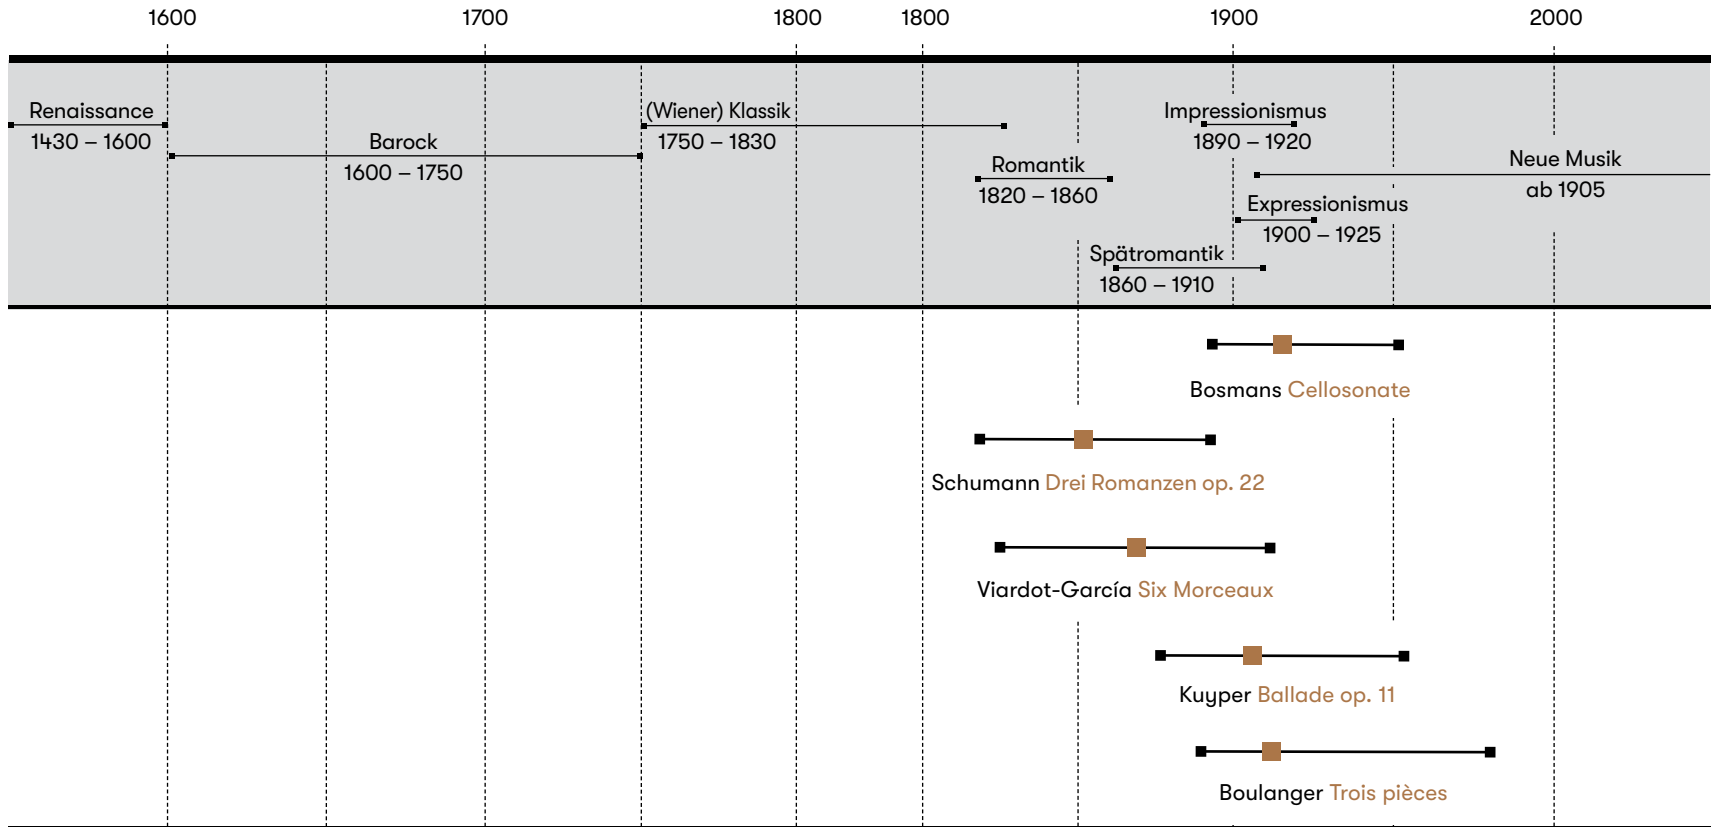 1600 1700 1800 1800 1900 2000
Renaissance
1430 – 1600
Barock
1600 – 1750
(Wiener) Klassik
1750 – 1830
Romantik
1820 – 1860
Impressionismus
1890 – 1920
Neue Musik
ab 1905
Expressionismus
1900 – 1925
Spätromantik
1860 – 1910
Bosmans Cellosonate
Schumann Drei Romanzen op. 22
Viardot-García Six Morceaux
Kuyper Ballade op. 11
Boulanger Trois pièces